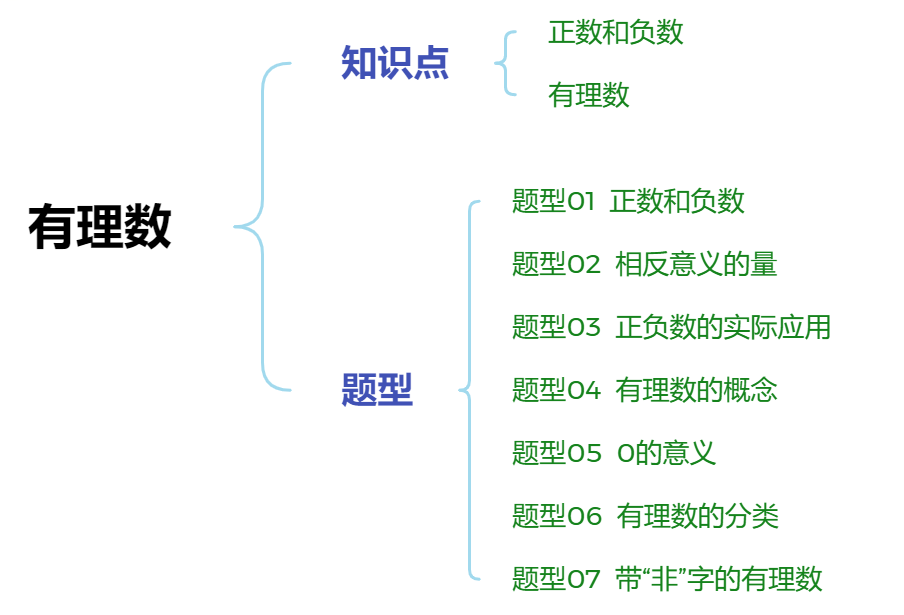 有理数
知识点
正数和负数
有理数
题型
题型01 正数和负数
题型02 相反意义的量
题型03 正负数的实际应用
题型04 有理数的概念
题型05 0的意义
题型06 有理数的分类
题型07 带“非”字的有理数